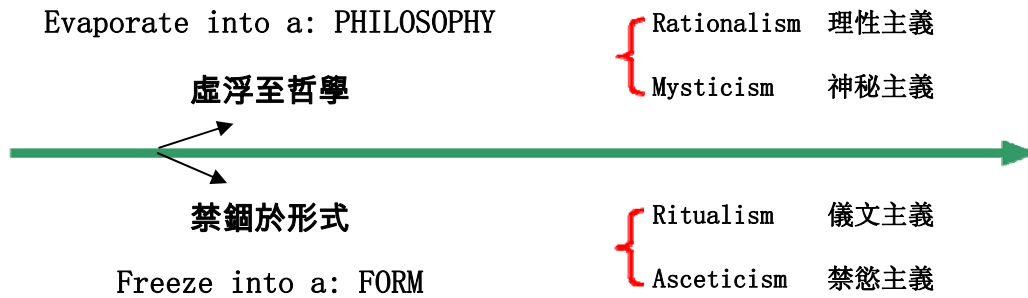 Evaporate into a: PHILOSOPHY
虛浮至哲學
Rationalism 理性主義
Mysticism 神秘主義
禁錮於形式
Freeze into a: FORM
Ritualism 儀文主義
Asceticism 禁慾主義